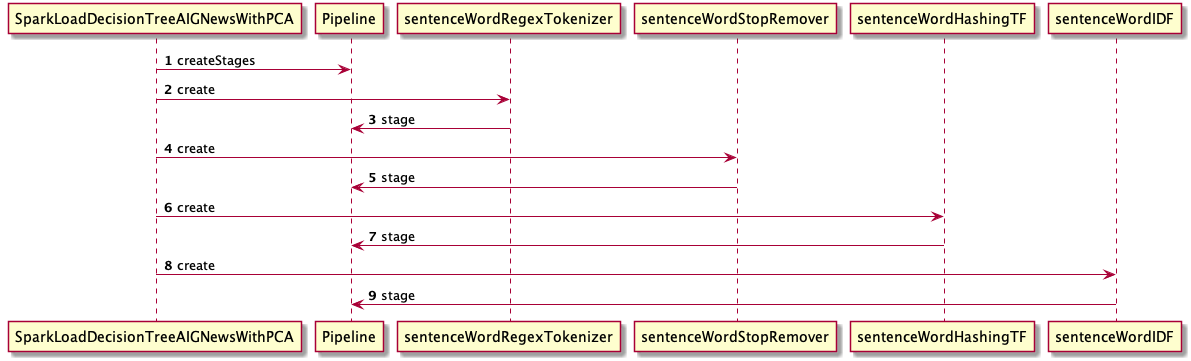 SparkLoadDecisionTreeAIGNewsWithPCA Pipeline sentenceWordRegexTokenizer sentenceWordStopRemover sentenceWordHashingTF sentenceWordIDF
1 createStages
2 create
3 stage
4 create
5 stage
6 create
7 stage
8 create
9 stage
SparkLoadDecisionTreeAIGNewsWithPCA Pipeline sentenceWordRegexTokenizer sentenceWordStopRemover sentenceWordHashingTF sentenceWordIDF